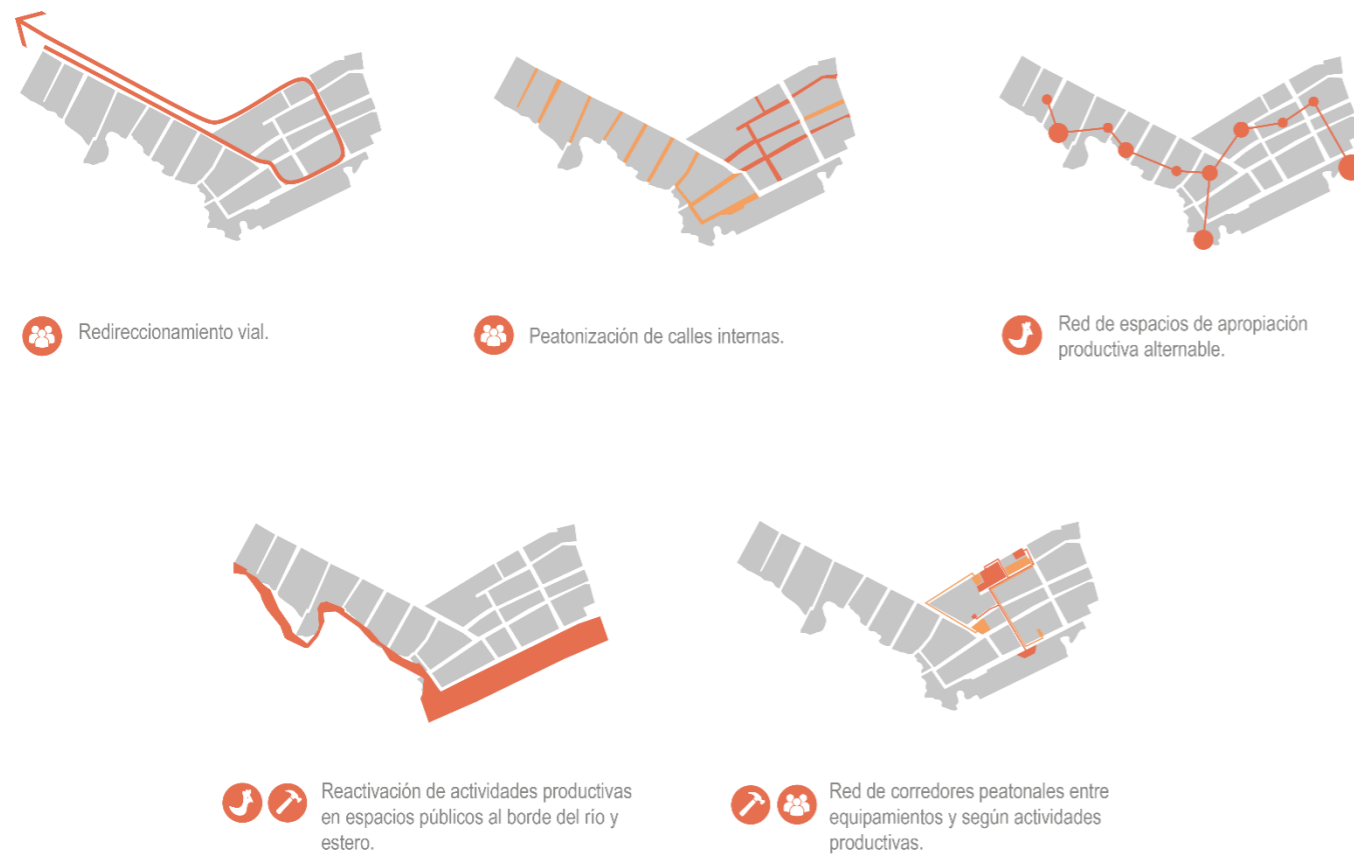 Redireccionamiento vial.
Peatonización de calles internas.
Red de espacios de apropiación
productiva alternable.
Reactivación de actividades productivas
en espacios públicos al borde del río y
estero.
Red de corredores peatonales entre
equipamientos y según actividades
productivas.